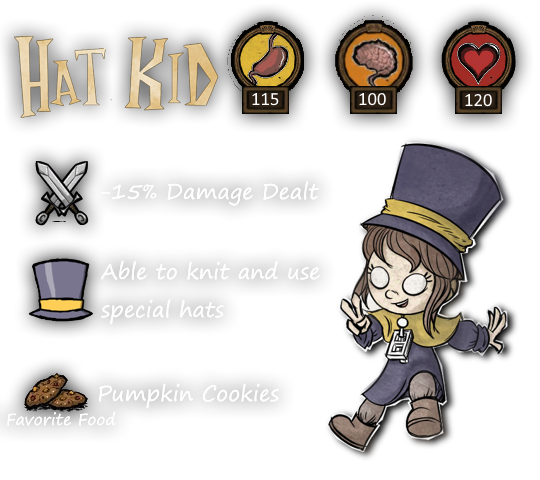 HAT KID
115
100
120
-15% Damage Dealt
Able to knit and use
special hats
Pumpkin Cookies
Favorite Food